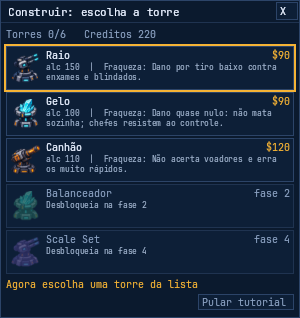 Construir: escolha a torre
X
Torres 0/6 Creditos 220
Raio $90
alc 150 | Fraqueza: Dano por tiro baixo contra
enxames e blindados.
Gelo $90
alc 100 | Fraqueza: Dano quase nulo: não mata
sozinha; chefes resistem ao controle.
Canhão $120
alc 110 | Fraqueza: Não acerta voadores e erra
os muito rápidos.
Balanceador fase 2
Desbloqueia na fase 2
Scale Set fase 4
Desbloqueia na fase 4
Agora escolha uma torre da lista
Pular tutorial